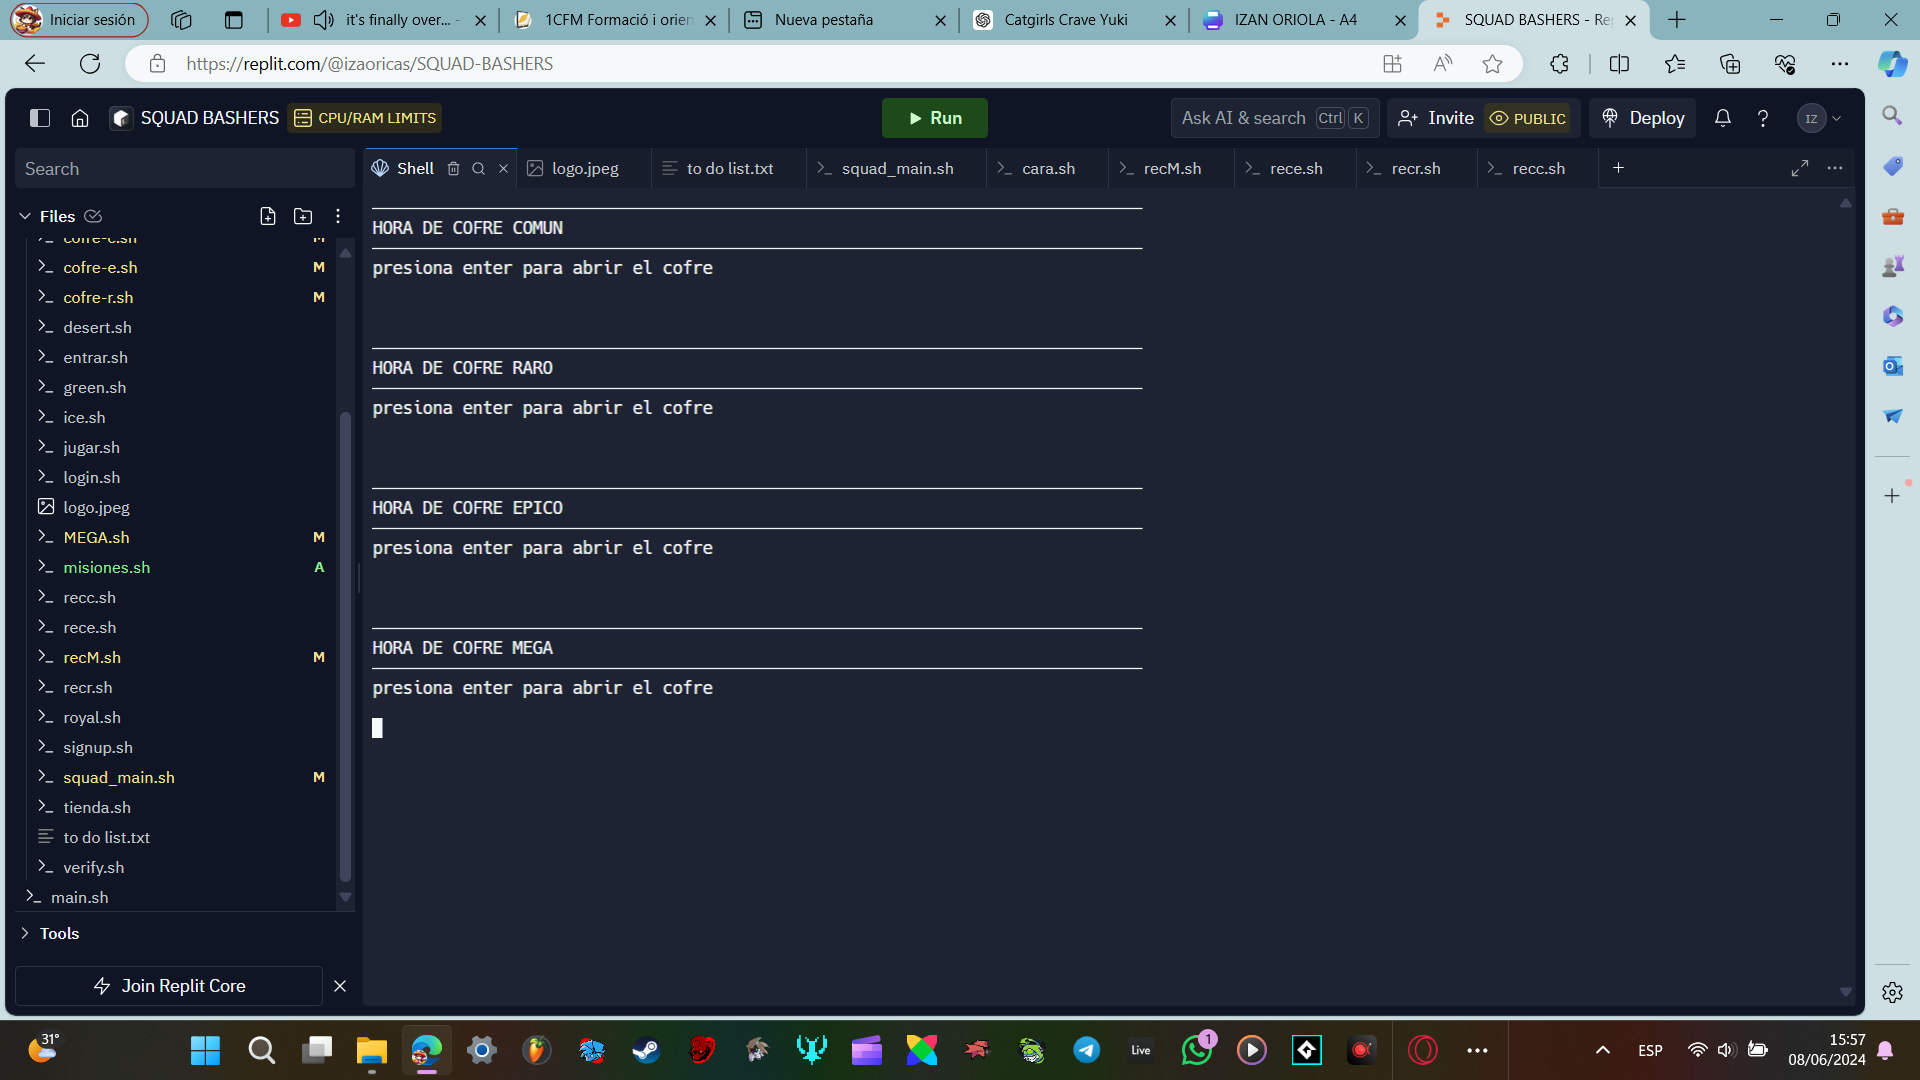 Iniciar sesión
it's finally over... -
1CFM Formació i orien
Nueva pestaña
Catgirls Crave Yuki
IZAN ORIOLA - A4
SQUAD BASHERS - Rep
https://replit.com/@izaoricas/SQUAD-BASHERS
SQUAD BASHERS
CPU/RAM LIMITS
Run
Ask AI & search Ctrl K
Invite
PUBLIC
Deploy
IZ
Search
Shell
logo.jpeg
to do list.txt
squad_main.sh
cara.sh
recM.sh
rece.sh
recr.sh
recc.sh
Files
cofre-c.sh M
cofre-e.sh M
cofre-r.sh M
desert.sh
entrar.sh
green.sh
ice.sh
jugar.sh
login.sh
logo.jpeg
MEGA.sh M
misiones.sh A
recc.sh
rece.sh
recM.sh M
recr.sh
royal.sh
signup.sh
squad_main.sh M
tienda.sh
to do list.txt
verify.sh
main.sh
Tools
Join Replit Core
HORA DE COFRE COMUN
presiona enter para abrir el cofre
HORA DE COFRE RARO
presiona enter para abrir el cofre
HORA DE COFRE EPICO
presiona enter para abrir el cofre
HORA DE COFRE MEGA
presiona enter para abrir el cofre
31°
Live
1
ESP
15:57
08/06/2024